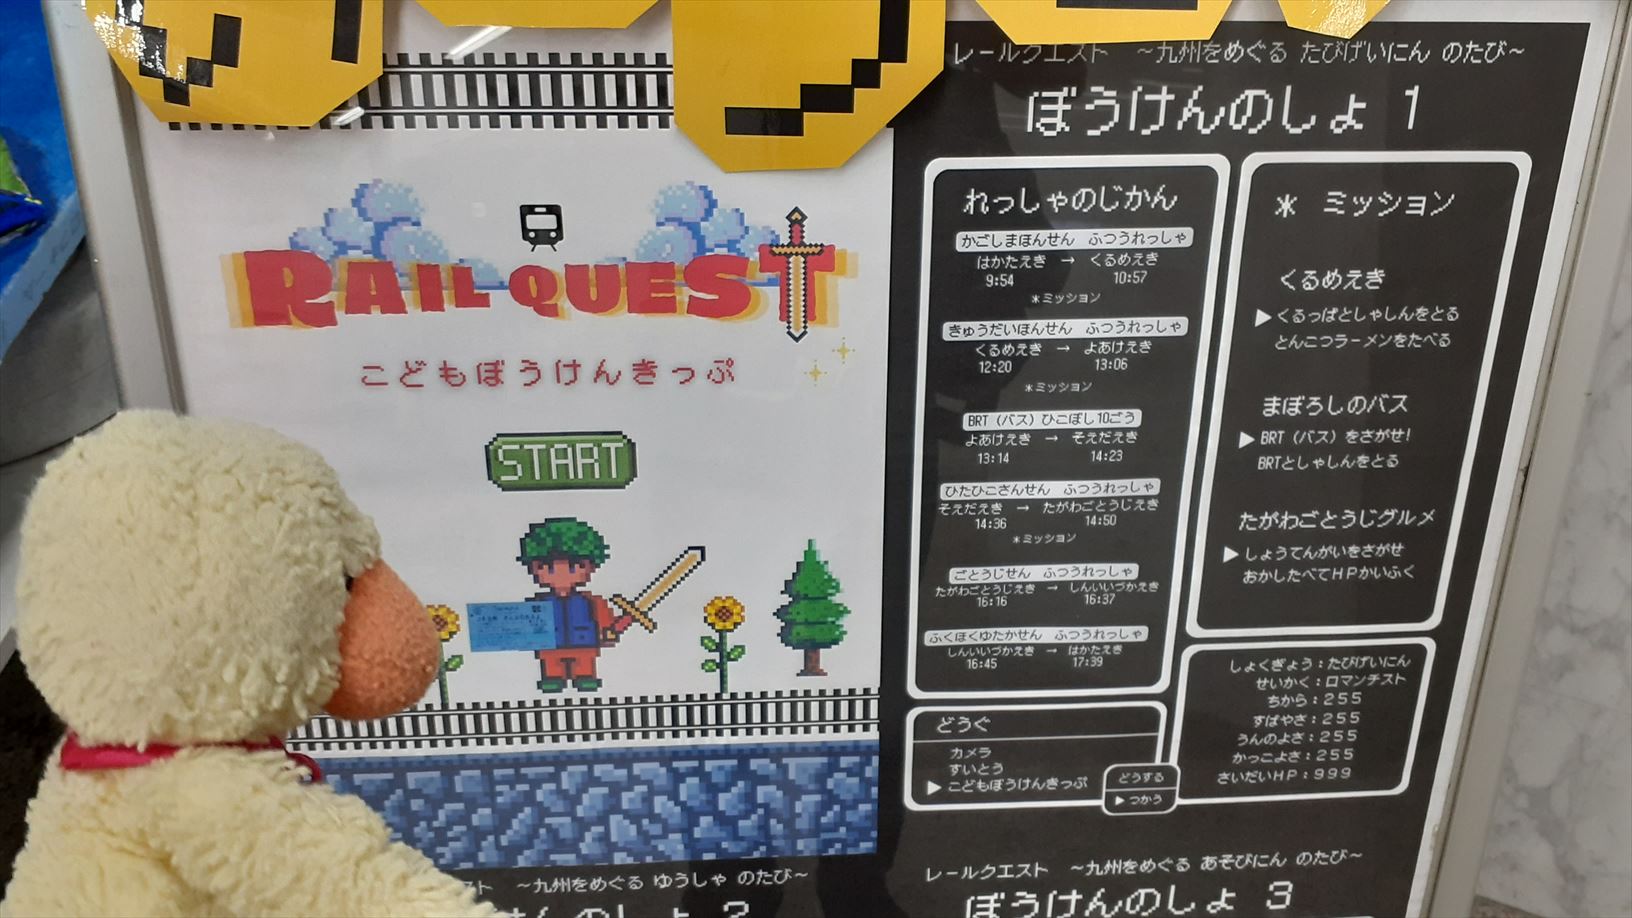 RAIL QUEST
こどもぼうけんきっぷ
START
～九州をめぐる ゆうしゃ のたび～
レールクエスト ～九州をめぐる たびげいにん のたび～
ぼうけんのしょ 1
れっしゃのじかん
かごしまほんせん ふつうれっしゃ
はかたえき → くるめえき
9:54 10:57
*ミッション
きゅうだいほんせん ふつうれっしゃ
くるめえき → よあけえき
12:20 13:06
*ミッション
BRT（バス）ひこぼし10ごう
よあけえき → そえだえき
13:14 14:23
ひたひこさんせん ふつうれっしゃ
そえだえき → たがわごとうじえき
14:36 14:50
*ミッション
ごとうじせん ふつうれっしゃ
たがわごとうじえき → しんいいづかえき
16:16 16:37
ふくほくゆたかせん ふつうれっしゃ
しんいいづかえき → はかたえき
16:45 17:39
* ミッション
くるめえき
▶くるっぱとしゃしんをとる
とんこつラーメンをたべる
まぼろしのバス
▶BRT（バス）をさがせ！
BRTとしゃしんをとる
たがわごとうじグルメ
▶しょうてんがいをさがせ
おかしたべてHPかいふく
どうぐ
カメラ
すいとう
▶こどもぼうけんきっぷ
どうする
▶つかう
しょくぎょう：たびげいにん
せいかく：ロマンチスト
ちから：255
すばやさ：255
うんのよさ：255
かっこよさ：255
さいだいHP：999
レールクエスト ～九州をめぐる あそびにん のたび～
ぼうけんのしょ 3